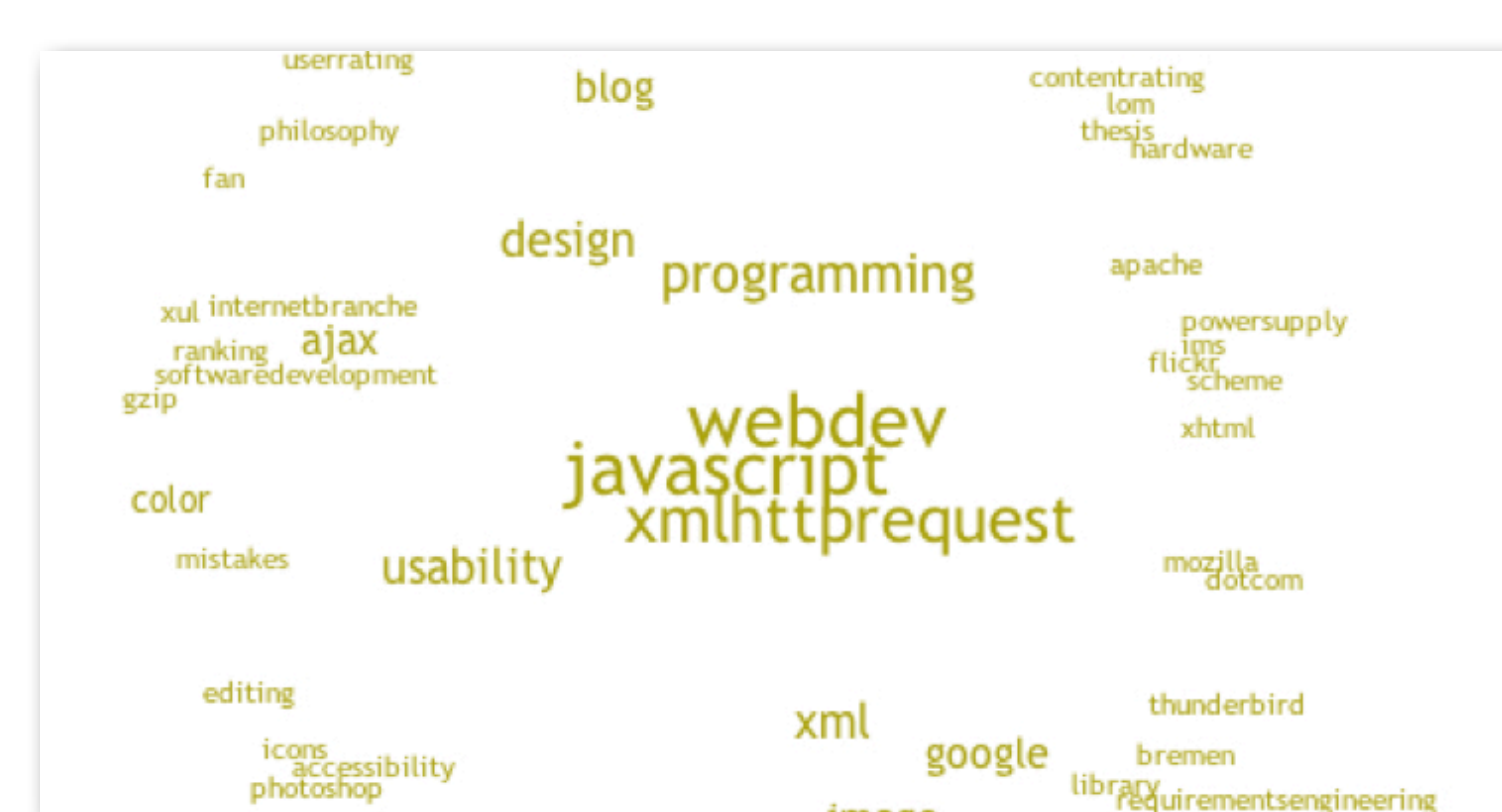 userrating
blog
contentrating
lom
philosophy
thesis
hardware
fan
design
programming
apache
xul internetbranche
powersupply
ajax
ims
ranking
flickr
softwaredevelopment
scheme
gzip
webdev
xhtml
javascript
color
xmlhttprequest
mistakes
usability
mozilla
dotcom
editing
thunderbird
xml
icons
google
bremen
accessibility
photoshop
library
requirementsengineering